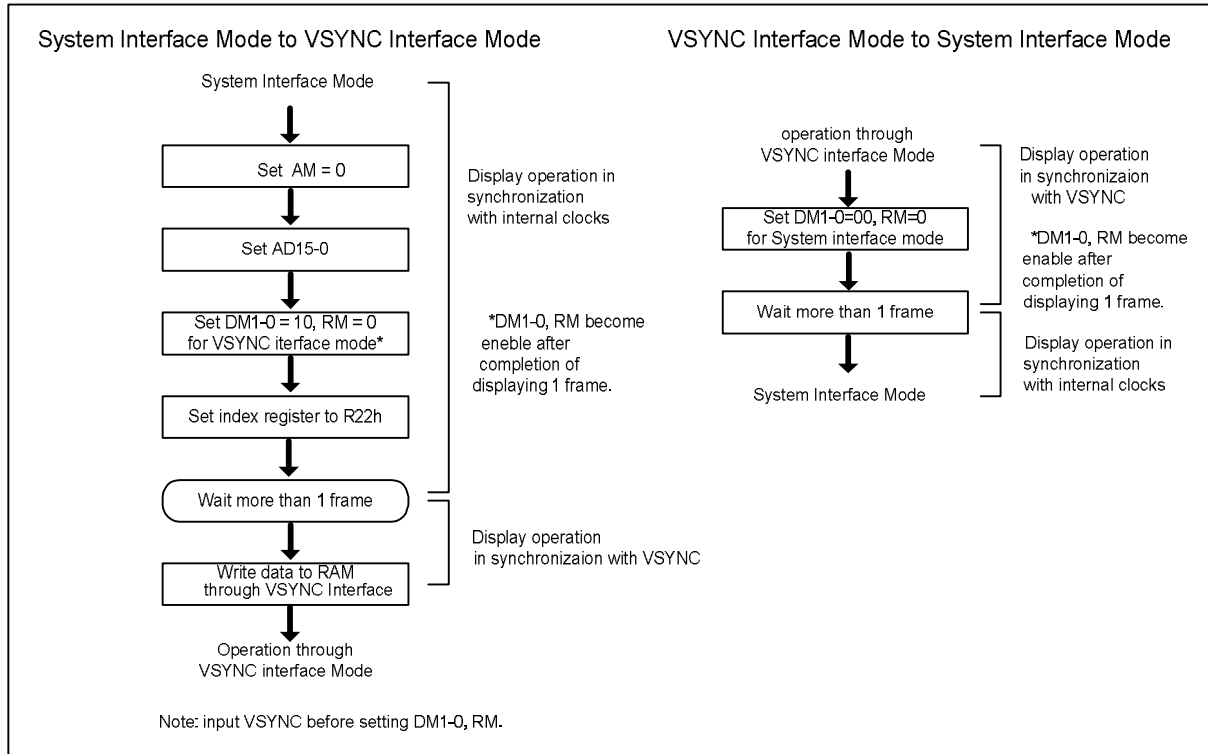 System Interface Mode to VSYNC Interface Mode
System Interface Mode
Set AM = 0
Set AD15-0
Set DM1-0 = 10, RM = 0
for VSYNC iterface mode*
Set index register to R22h
Wait more than 1 frame
Write data to RAM
through VSYNC Interface
Operation through
VSYNC interface Mode
Display operation in
synchronization
with internal clocks
*DM1-0, RM become
eneble after
completion of
displaying 1 frame.
Display operation
in synchronizaion with VSYNC
Note: input VSYNC before setting DM1-0, RM.
VSYNC Interface Mode to System Interface Mode
operation through
VSYNC interface Mode
Set DM1-0=00, RM=0
for System interface mode
Wait more than 1 frame
System Interface Mode
Display operation
in synchronizaion
with VSYNC
*DM1-0, RM become
enable after
completion of
displaying 1 frame.
Display operation in
synchronization
with internal clocks